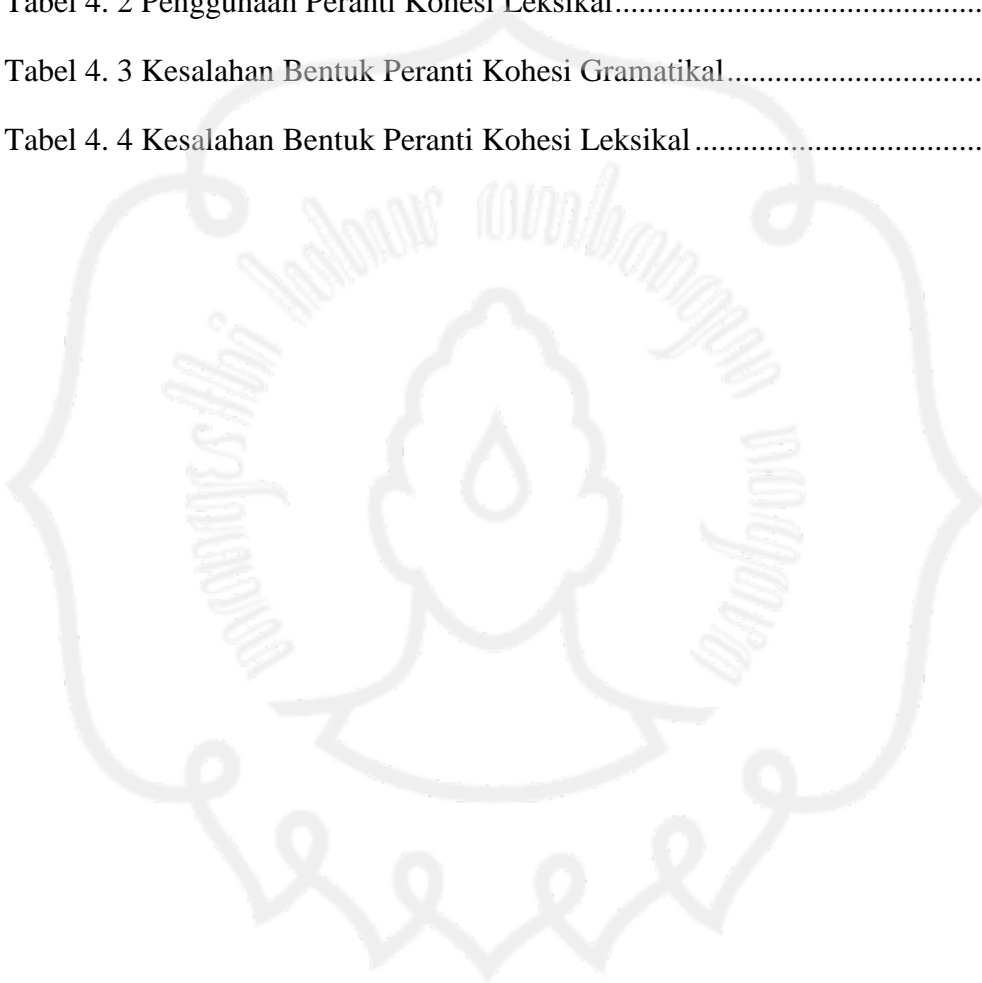 Tabel 4. 2 Penggunaan Peranti Kohesi Leksikal..........................................
Tabel 4. 3 Kesalahan Bentuk Peranti Kohesi Gramatikal...............................
Tabel 4. 4 Kesalahan Bentuk Peranti Kohesi Leksikal...................................